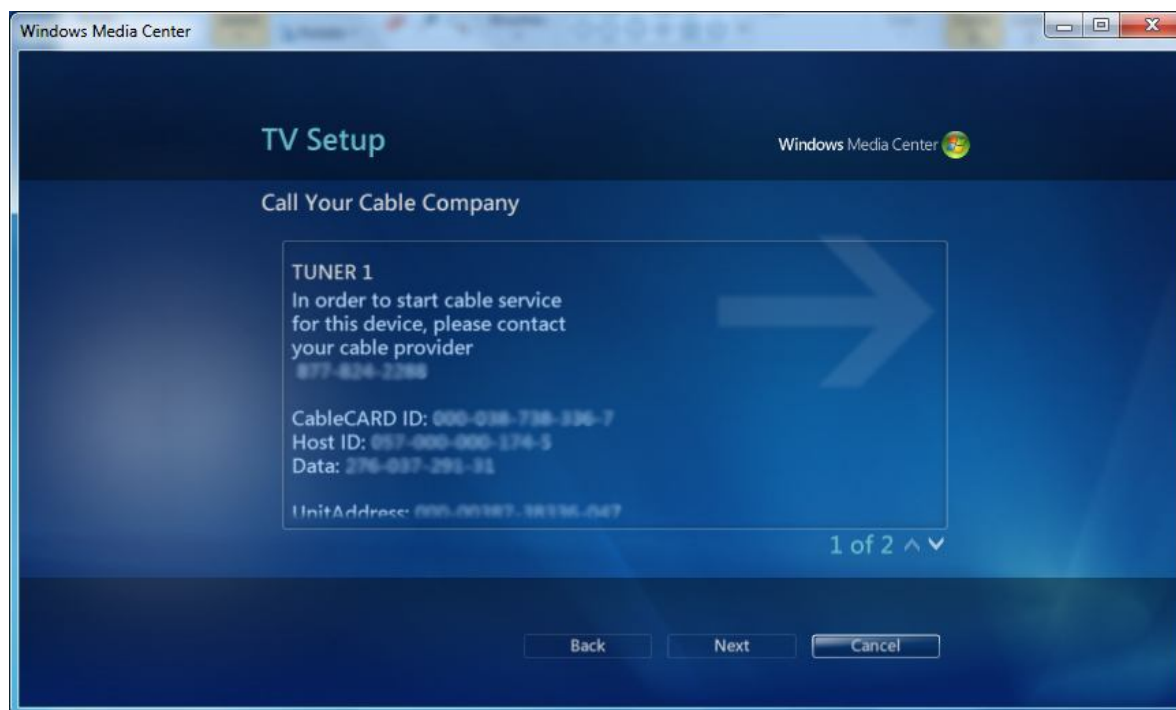 Windows Media Center
TV Setup
Windows Media Center
Call Your Cable Company
TUNER 1
In order to start cable service
for this device, please contact
your cable provider
CableCARD ID:
Host ID:
Data:
UnitAddress:
1 of 2
Back
Next
Cancel